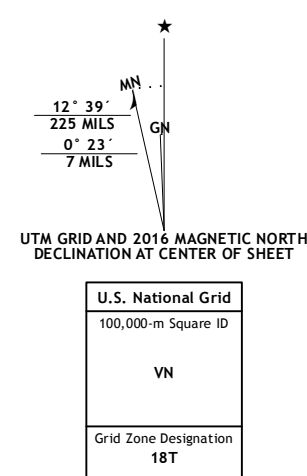 ★
MN
12° 39´
225 MILS
GN
0° 23´
7 MILS
UTM GRID AND 2016 MAGNETIC NORTH
DECLINATION AT CENTER OF SHEET
U.S. National Grid
100,000-m Square ID
VN
Grid Zone Designation
18T